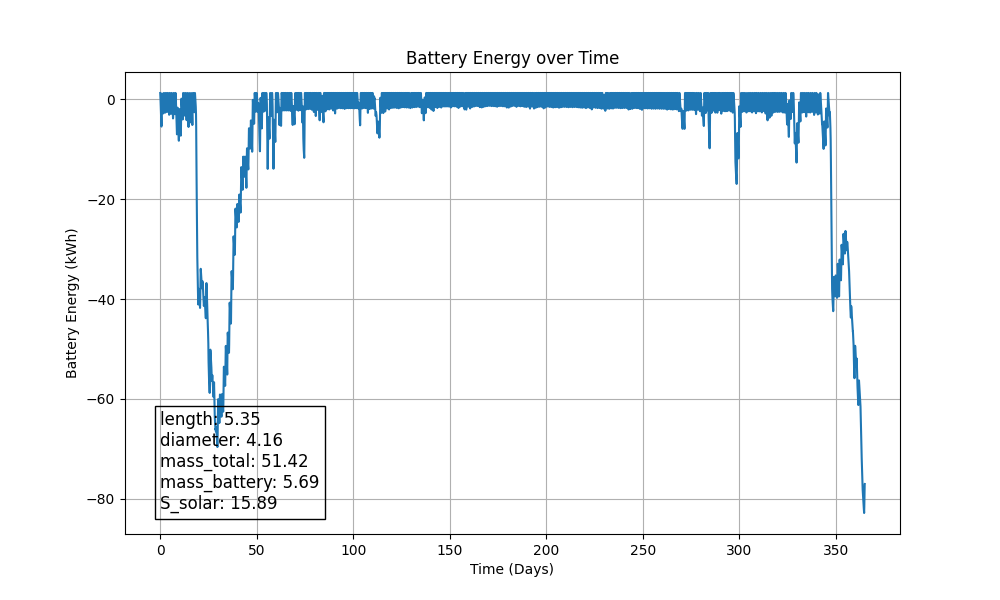 Battery Energy over Time
Battery Energy (kWh)
0
−20
−40
−60
−80
length: 5.35
diameter: 4.16
mass_total: 51.42
mass_battery: 5.69
S_solar: 15.89
0 50 100 150 200 250 300 350
Time (Days)